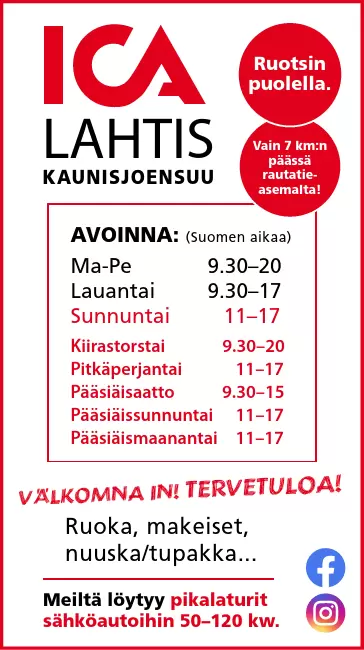 ICA
LAHTIS
KAUNISJOENSUU
Ruotsin
puolella.
Vain 7 km:n
päässä
rautatie-
asemalta!
AVOINNA: (Suomen aikaa)
Ma-Pe 9.30–20
Lauantai 9.30–17
Sunnuntai 11–17
Kiirastorstai 9.30–20
Pitkäperjantai 11–17
Pääsiäisaatto 9.30–15
Pääsiäissunnuntai 11–17
Pääsiäismaanantai 11–17
VÄLKOMNA IN! TERVETULOA!
Ruoka, makeiset,
nuuska/tupakka...
Meiltä löytyy pikalaturit
sähköautoihin 50–120 kw.